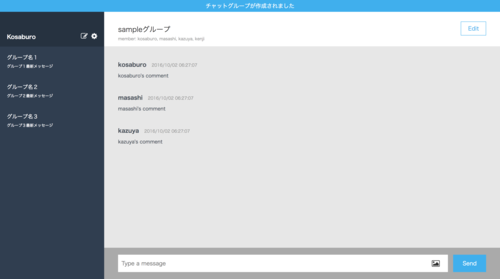 チャットグループが作成されました
Kosaburo
グループ名１
グループ１最新メッセージ
グループ名２
グループ２最新メッセージ
グループ名３
グループ３最新メッセージ
sampleグループ
member: kosaburo, masashi, kazuya, kenji
Edit
kosaburo 2016/10/02 06:27:07
kosaburo's comment
masashi 2016/10/02 06:27:07
masashi's comment
kazuya 2016/10/02 06:27:07
kazuya's comment
Type a message
Send